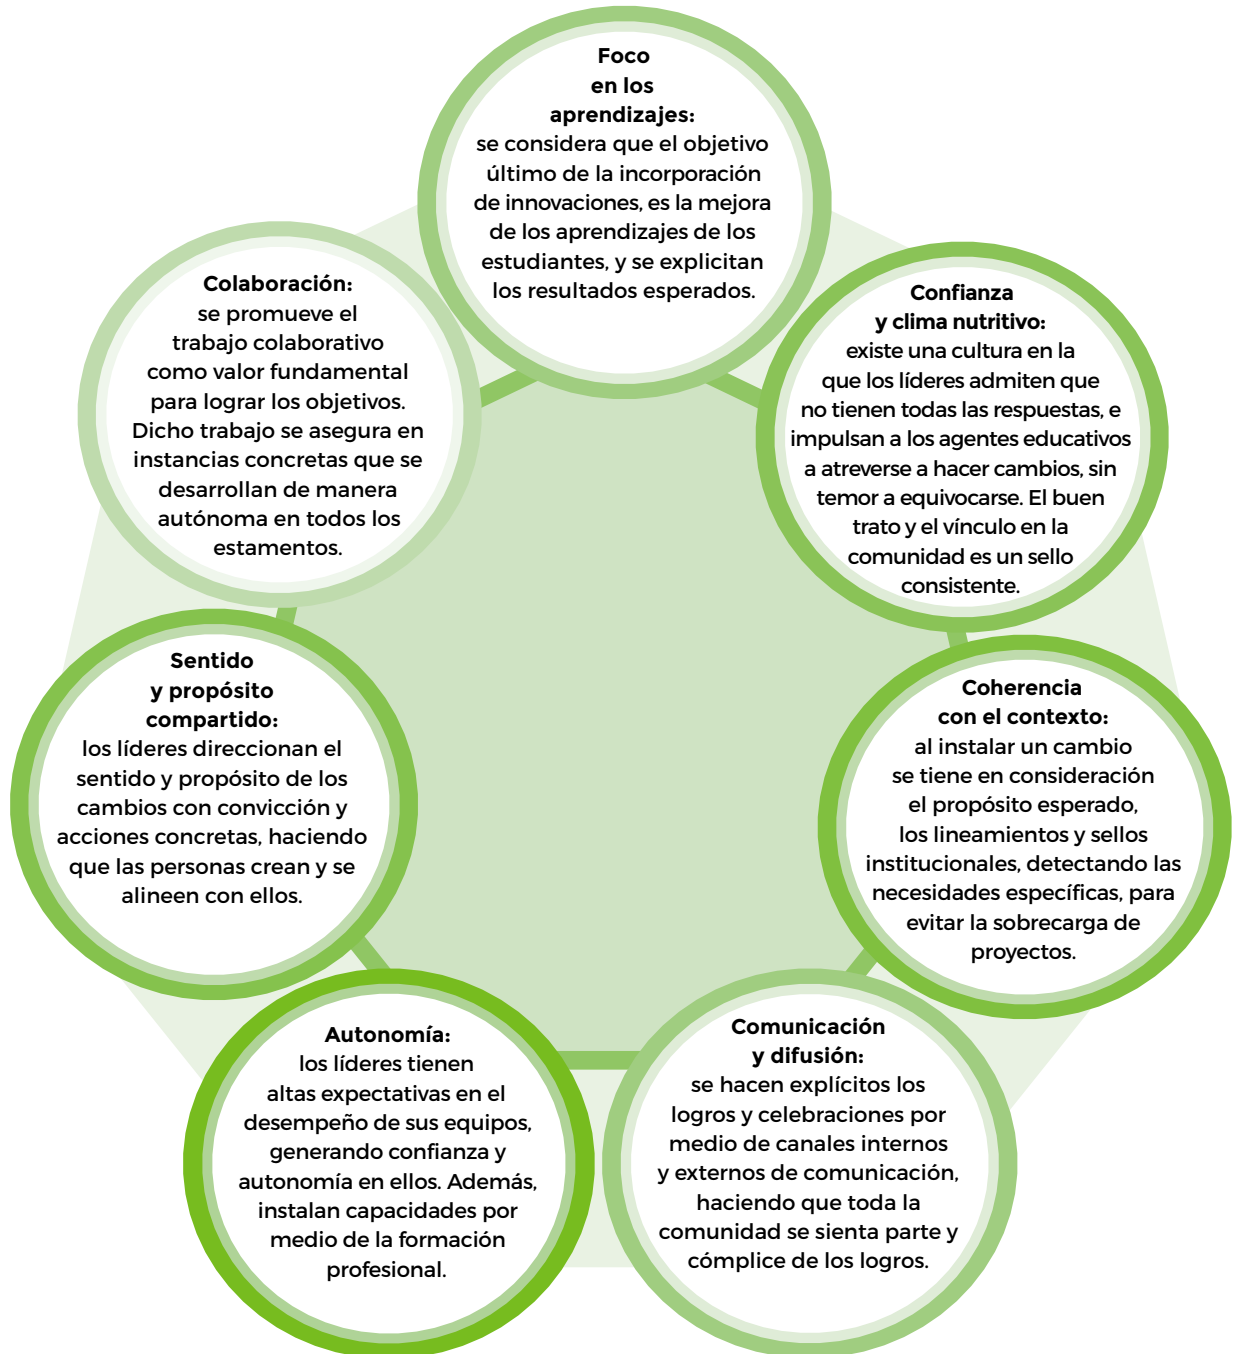 Foco
en los
aprendizajes:
se considera que el objetivo
último de la incorporación
de innovaciones, es la mejora
de los aprendizajes de los
estudiantes, y se explicitan
los resultados esperados.
Confianza
y clima nutritivo:
existe una cultura en la
que los líderes admiten que
no tienen todas las respuestas, e
impulsan a los agentes educativos
a atreverse a hacer cambios, sin
temor a equivocarse. El buen
trato y el vínculo en la
comunidad es un sello
consistente.
Coherencia
con el contexto:
al instalar un cambio
se tiene en consideración
el propósito esperado,
los lineamientos y sellos
institucionales, detectando las
necesidades específicas, para
evitar la sobrecarga de
proyectos.
Comunicación
y difusión:
se hacen explícitos los
logros y celebraciones por
medio de canales internos
y externos de comunicación,
haciendo que toda la
comunidad se sienta parte y
cómplice de los logros.
Autonomía:
los líderes tienen
altas expectativas en el
desempeño de sus equipos,
generando confianza y
autonomía en ellos. Además,
instalan capacidades por
medio de la formación
profesional.
Sentido
y propósito
compartido:
los líderes direccionan el
sentido y propósito de los
cambios con convicción y
acciones concretas, haciendo
que las personas crean y se
alineen con ellos.
Colaboración:
se promueve el
trabajo colaborativo
como valor fundamental
para lograr los objetivos.
Dicho trabajo se asegura en
instancias concretas que se
desarrollan de manera
autónoma en todos los
estamentos.